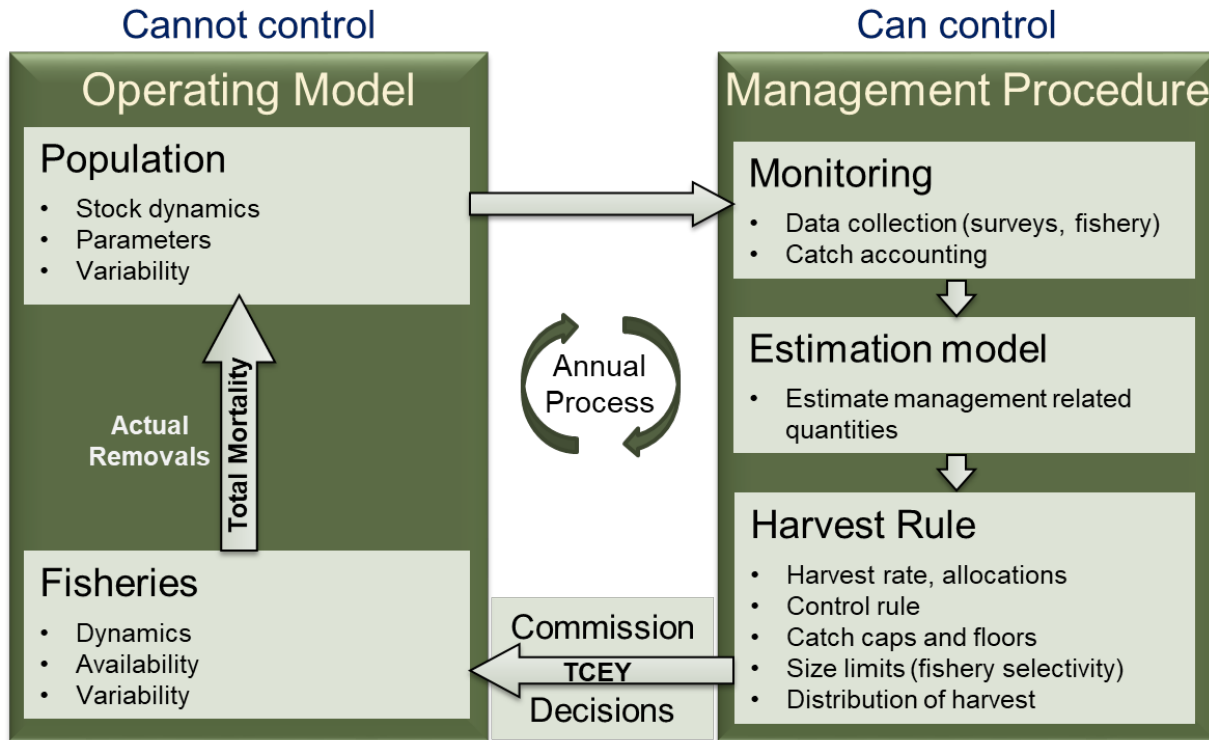 Cannot control
Operating Model
Population
• Stock dynamics
• Parameters
• Variability
Actual
Removals
Total Mortality
Fisheries
• Dynamics
• Availability
• Variability
Annual
Process
Commission
TCEY
Decisions
Can control
Management Procedure
Monitoring
• Data collection (surveys, fishery)
• Catch accounting
Estimation model
• Estimate management related
quantities
Harvest Rule
• Harvest rate, allocations
• Control rule
• Catch caps and floors
• Size limits (fishery selectivity)
• Distribution of harvest